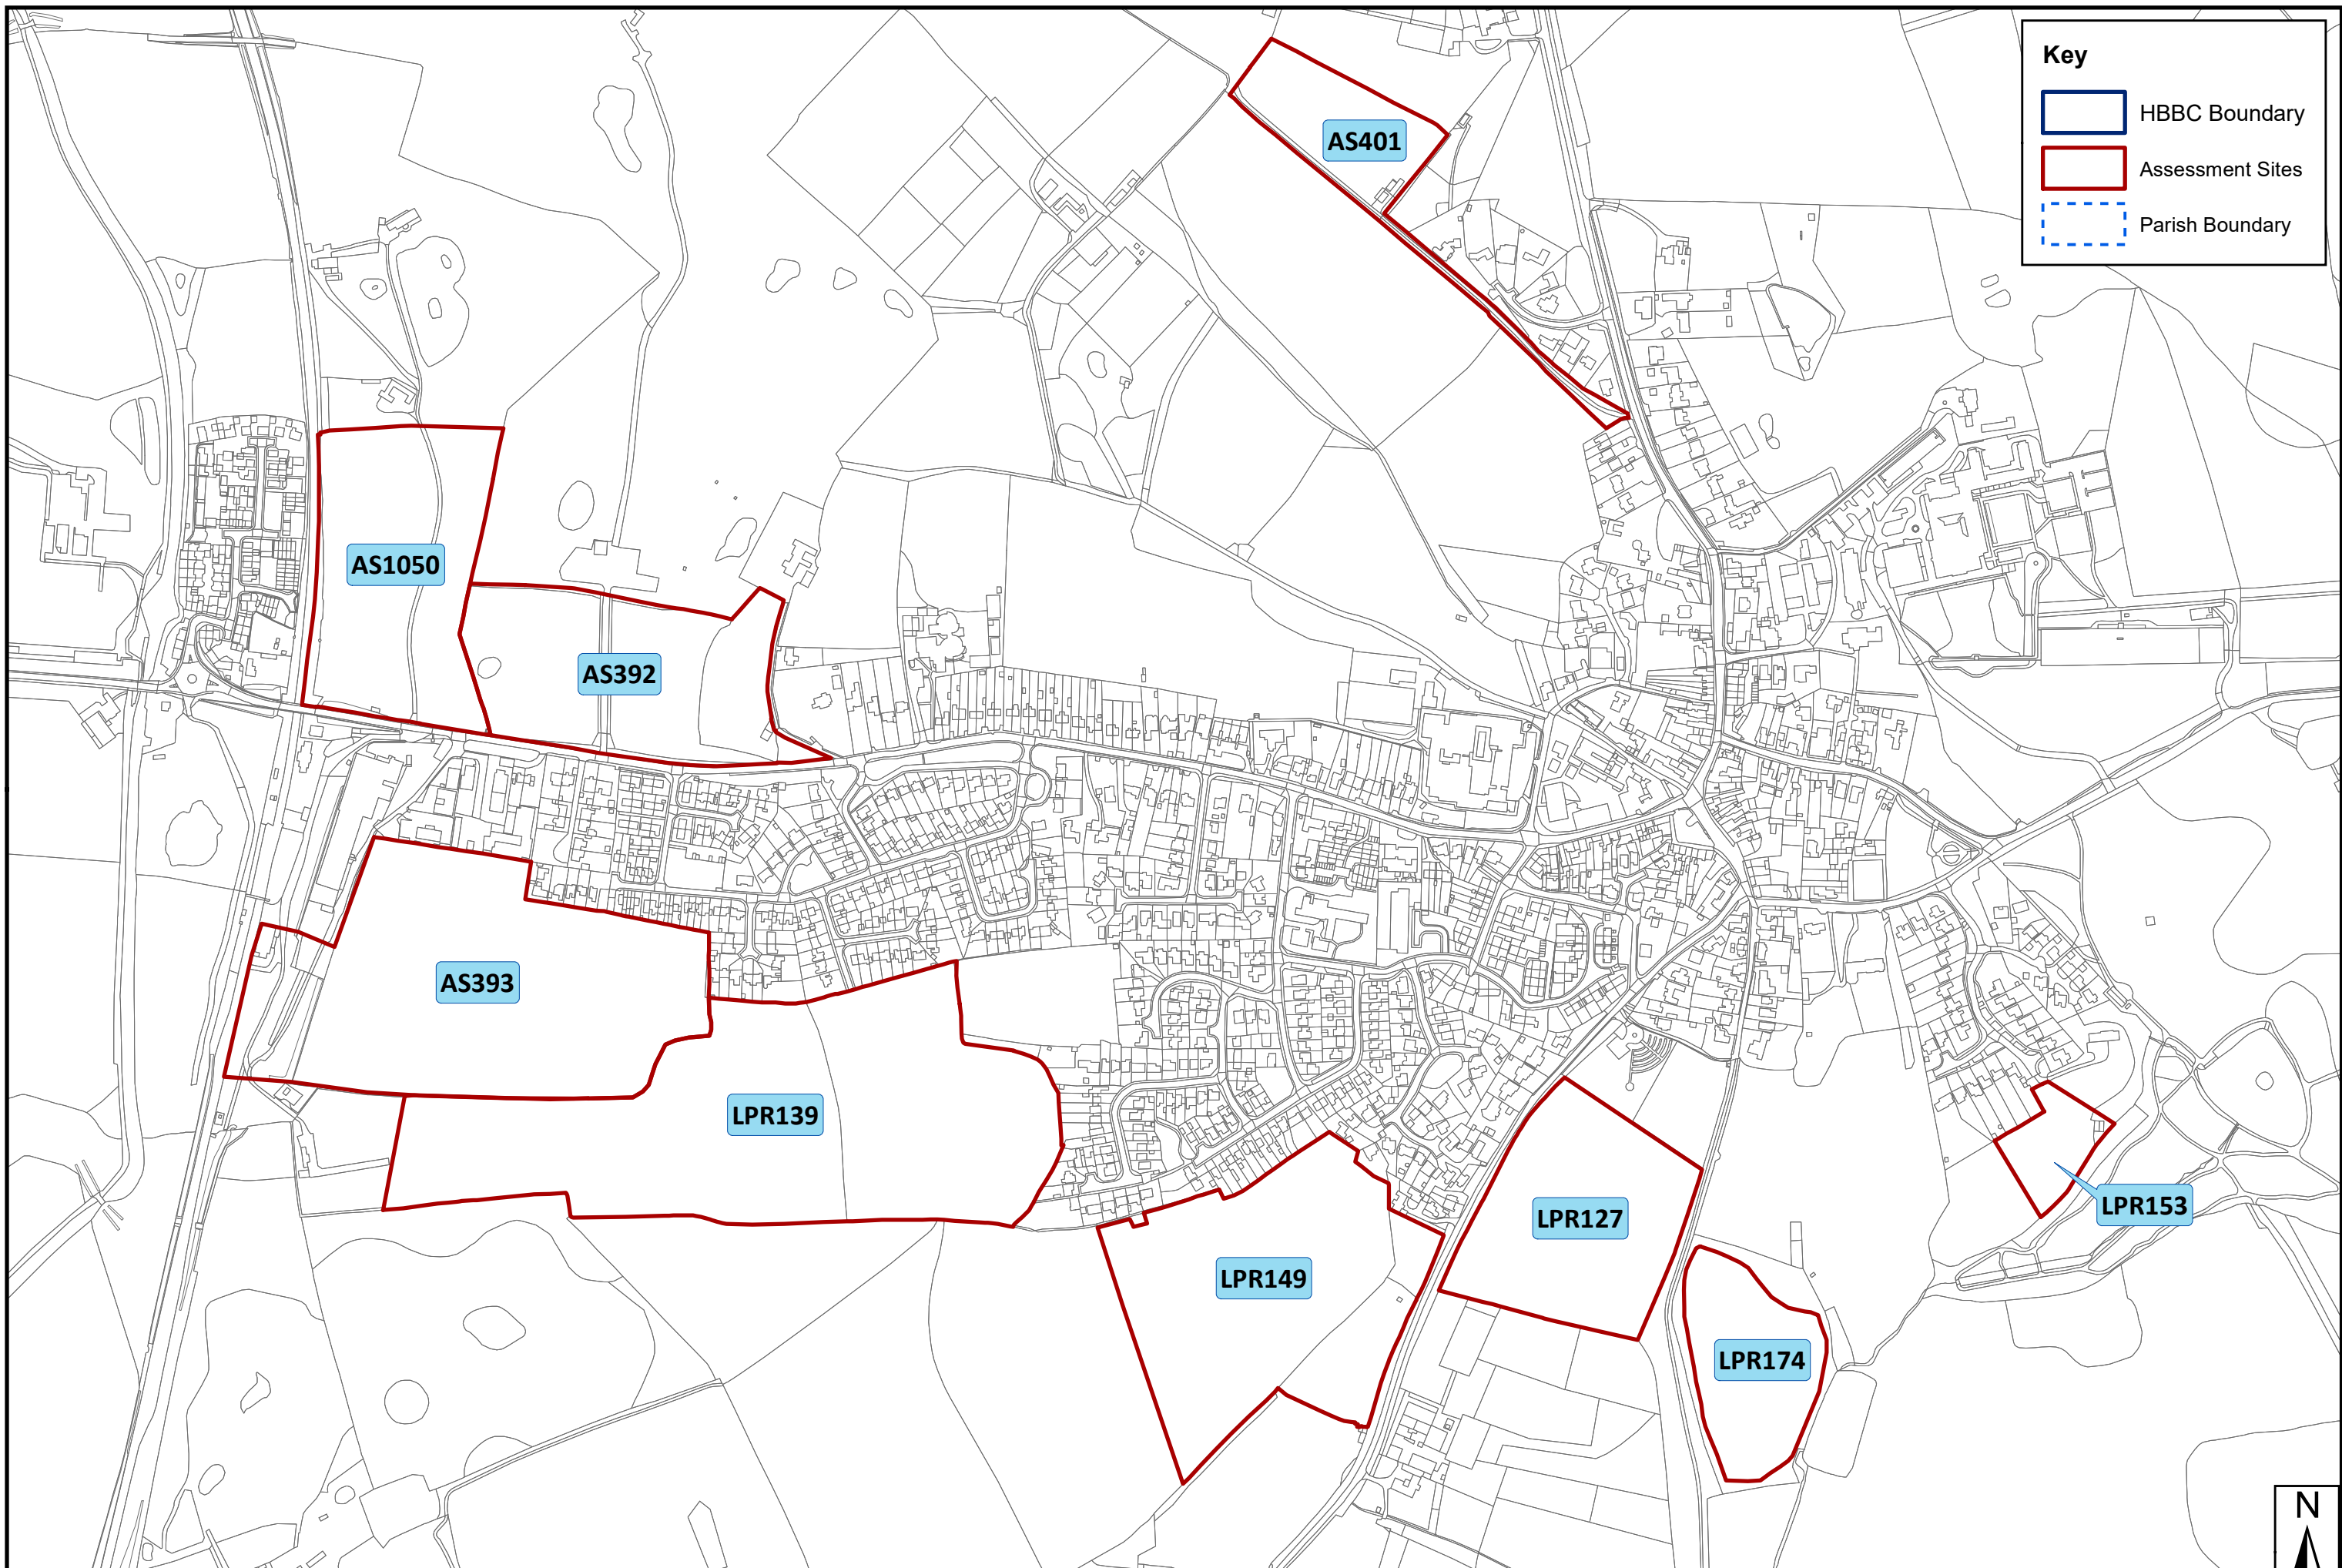 Key
HBBC Boundary
Assessment Sites
Parish Boundary
AS401
AS1050
AS392
AS393
LPR139
LPR149
LPR127
LPR153
LPR174
N